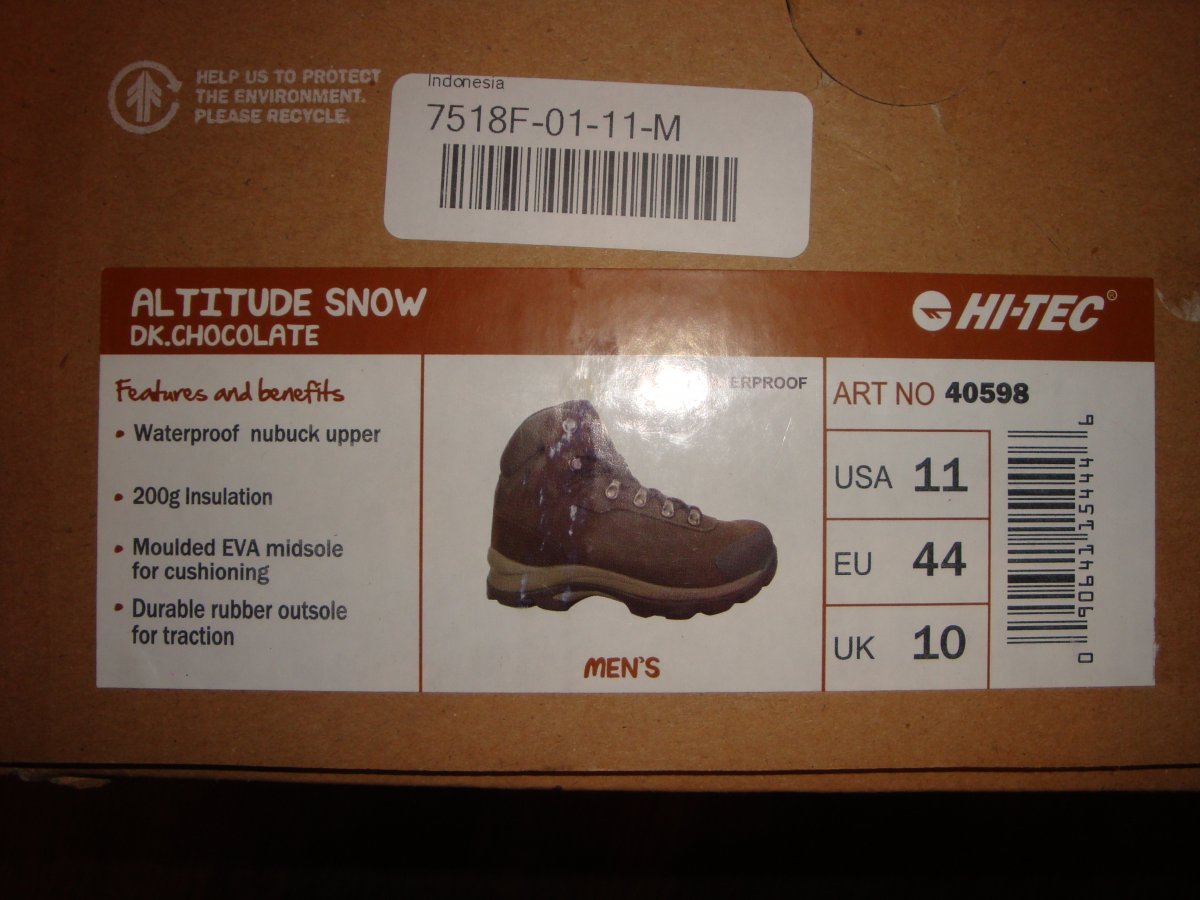 HELP US TO PROTECT
THE ENVIRONMENT.
PLEASE RECYCLE.
Indonesia
7518F-01-11-M
ALTITUDE SNOW
DK.CHOCOLATE
HI-TEC®
Features and benefits
• Waterproof nubuck upper
• 200g Insulation
• Moulded EVA midsole
for cushioning
• Durable rubber outsole
for traction
ERPROOF
MEN'S
ART NO 40598
USA 11
EU 44
UK 10
0 90641 15444 6